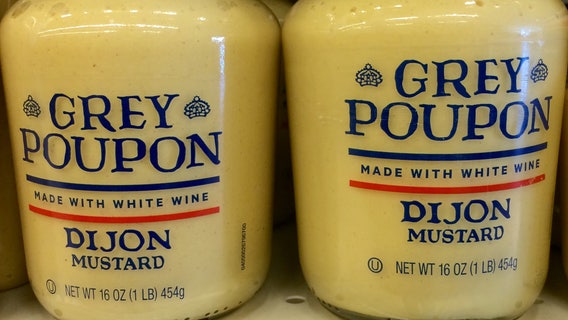 GREY
POUPON
MADE WITH WHITE WINE
DIJON
MUSTARD
U NET WT 16 OZ (1 LB) 454g
GREY
POUPON
MADE WITH WHITE WINE
DIJON
MUSTARD
U NET WT 16 OZ (1 LB) 454g